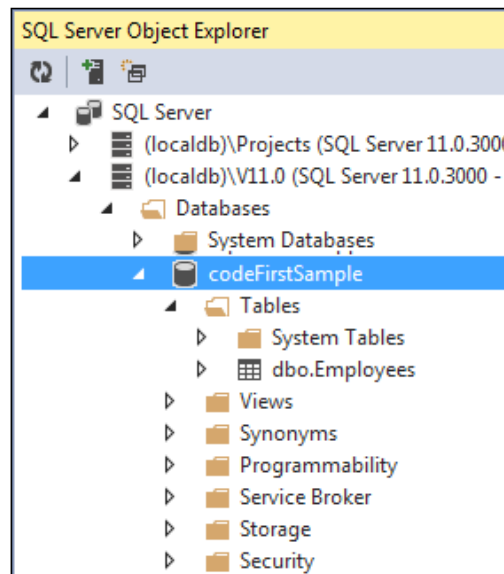 SQL Server Object Explorer
SQL Server
(localdb)\Projects (SQL Server 11.0.300
(localdb)\V11.0 (SQL Server 11.0.3000 -
Databases
System Databases
codeFirstSample
Tables
System Tables
dbo.Employees
Views
Synonyms
Programmability
Service Broker
Storage
Security